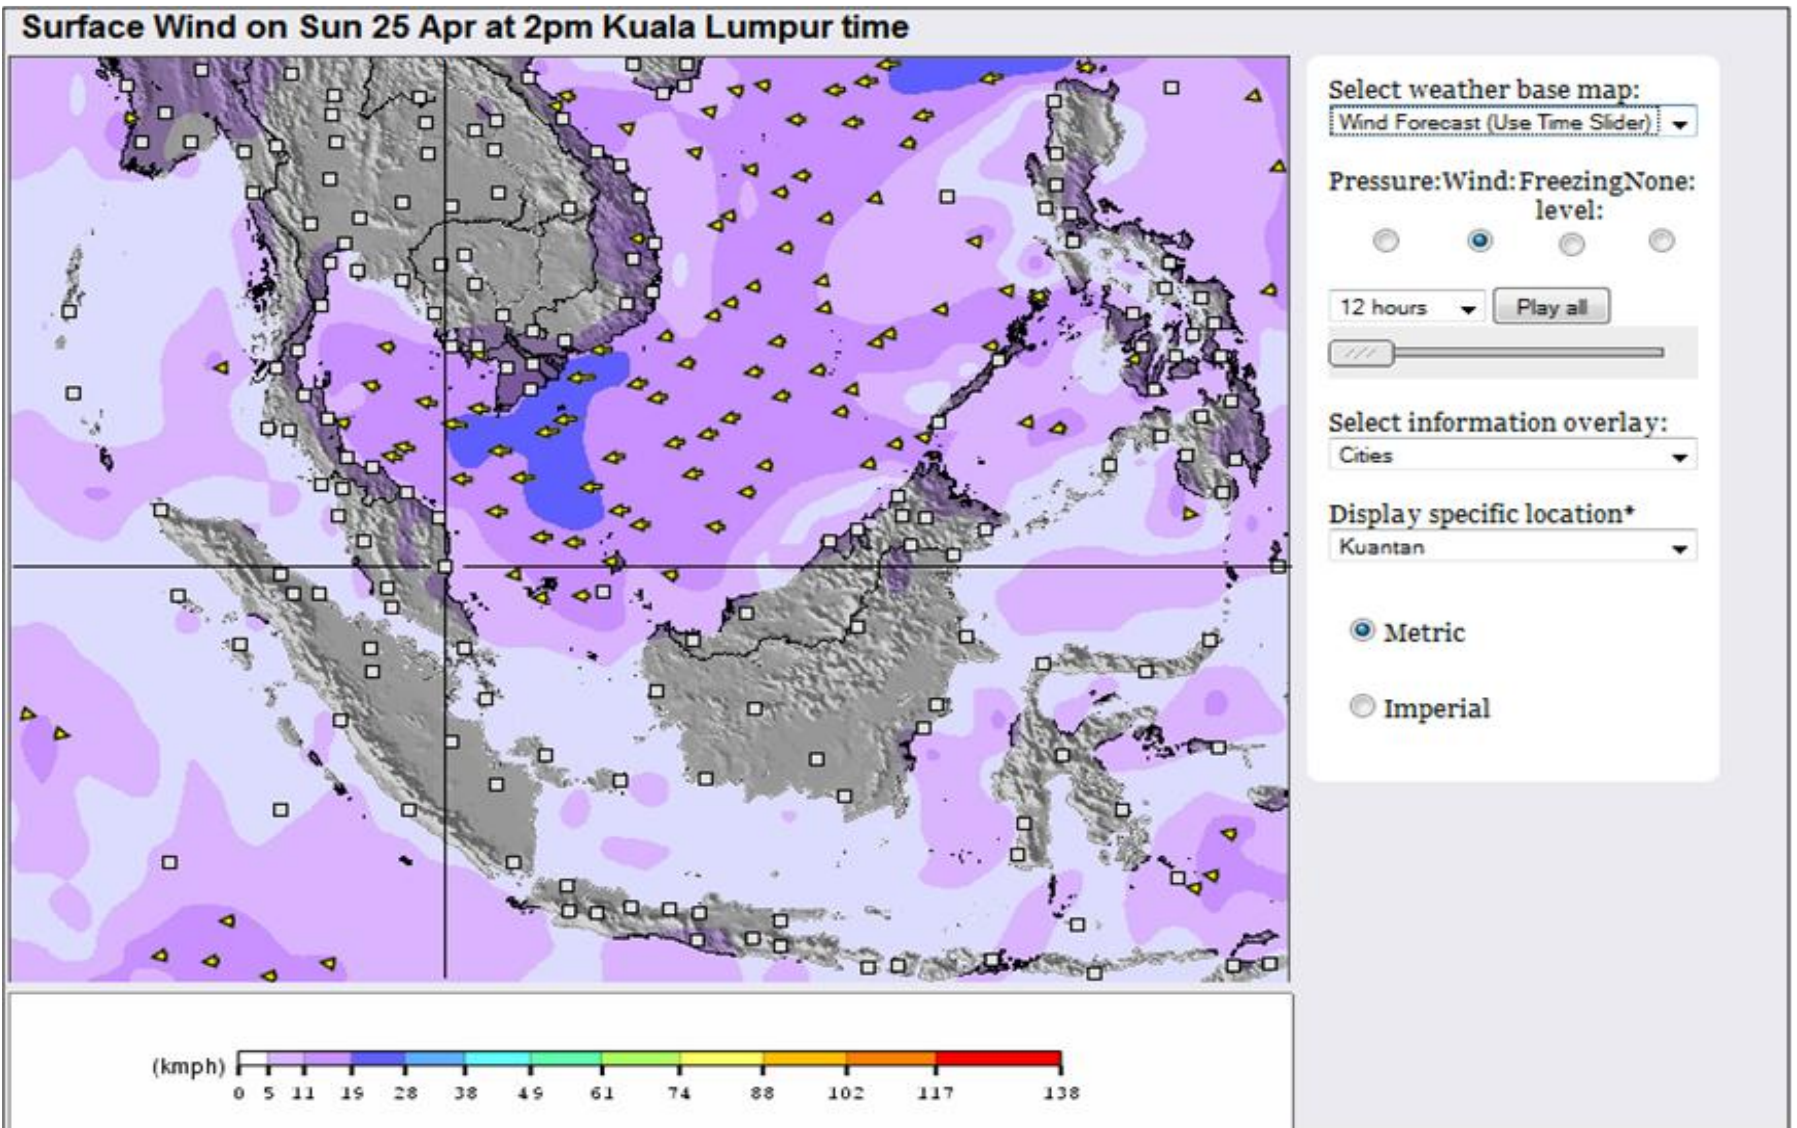 Surface Wind on Sun 25 Apr at 2pm Kuala Lumpur time
Select weather base map:
Wind Forecast (Use Time Slider)
Pressure: Wind: Freezing level: None:
12 hours
Play all
Select information overlay:
Cities
Display specific location*
Kuantan
Metric
Imperial
(kmph)
0 5 11 19 28 38 49 61 74 88 102 117 138